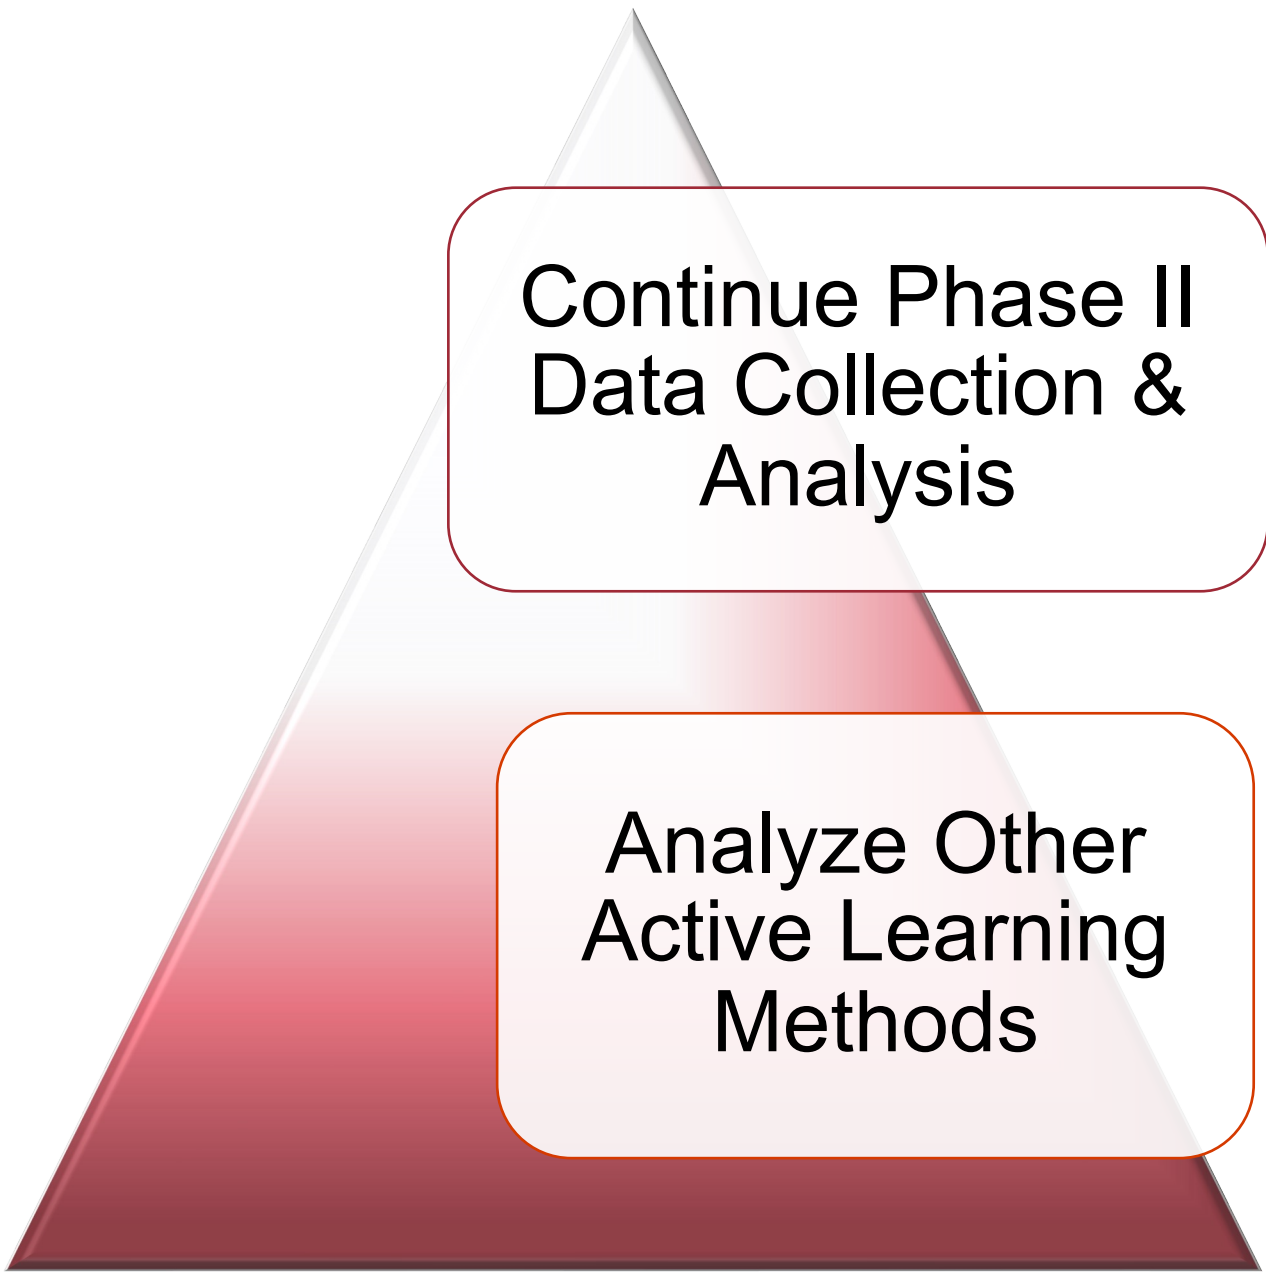 Continue Phase II
Data Collection &
Analysis
Analyze Other
Active Learning
Methods